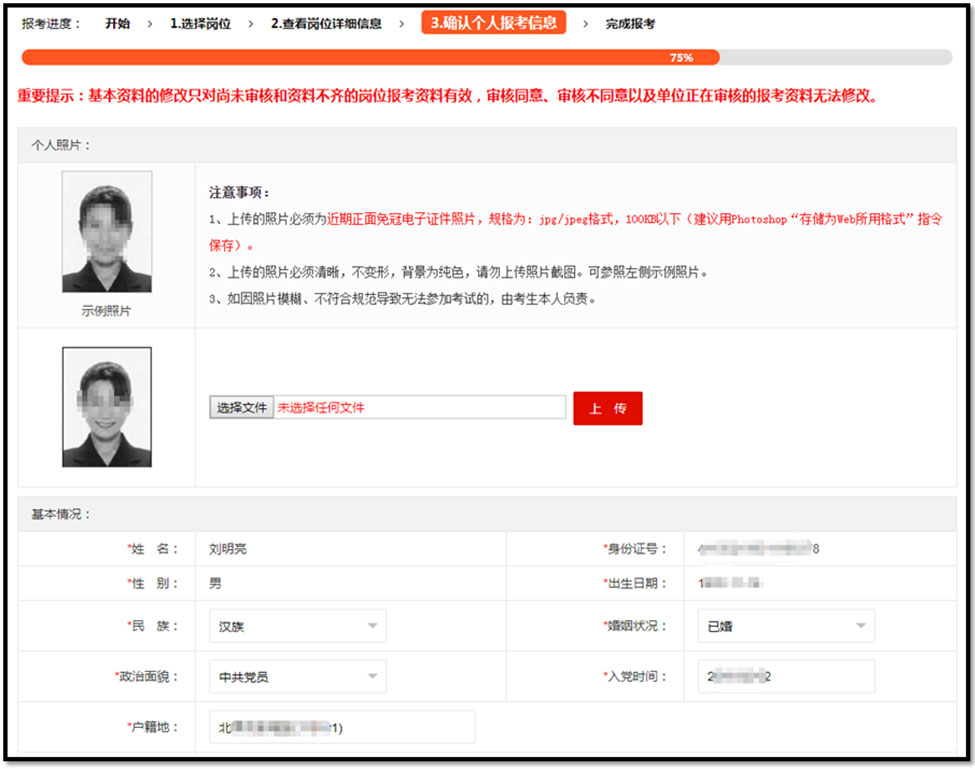 报考进度： 开始 > 1.选择岗位 > 2.查看岗位详细信息 > 3.确认个人报考信息 > 完成报考
75%
重要提示：基本资料的修改只对尚未审核和资料不齐的岗位报考资料有效，审核同意、审核不同意以及单位正在审核的报考资料无法修改。
个人照片：
注意事项：
1、上传的照片必须为近期正面免冠电子证件照片，规格为：jpg/jpeg格式，100KB以下（建议用Photoshop“存储为Web所用格式”指令
保存）。
2、上传的照片必须清晰，不变形，背景为纯色，请勿上传照片截图。可参照左侧示例照片。
3、如因照片模糊、不符合规范导致无法参加考试的，由考生本人负责。
示例照片
选择文件 未选择任何文件 上 传
基本情况：
*姓 名： 刘明亮 *身份证号： 8
*性 别： 男 *出生日期： 1
*民 族： 汉族 *婚姻状况： 已婚
*政治面貌： 中共党员 *入党时间： 2 2
*户籍地： 北 1)